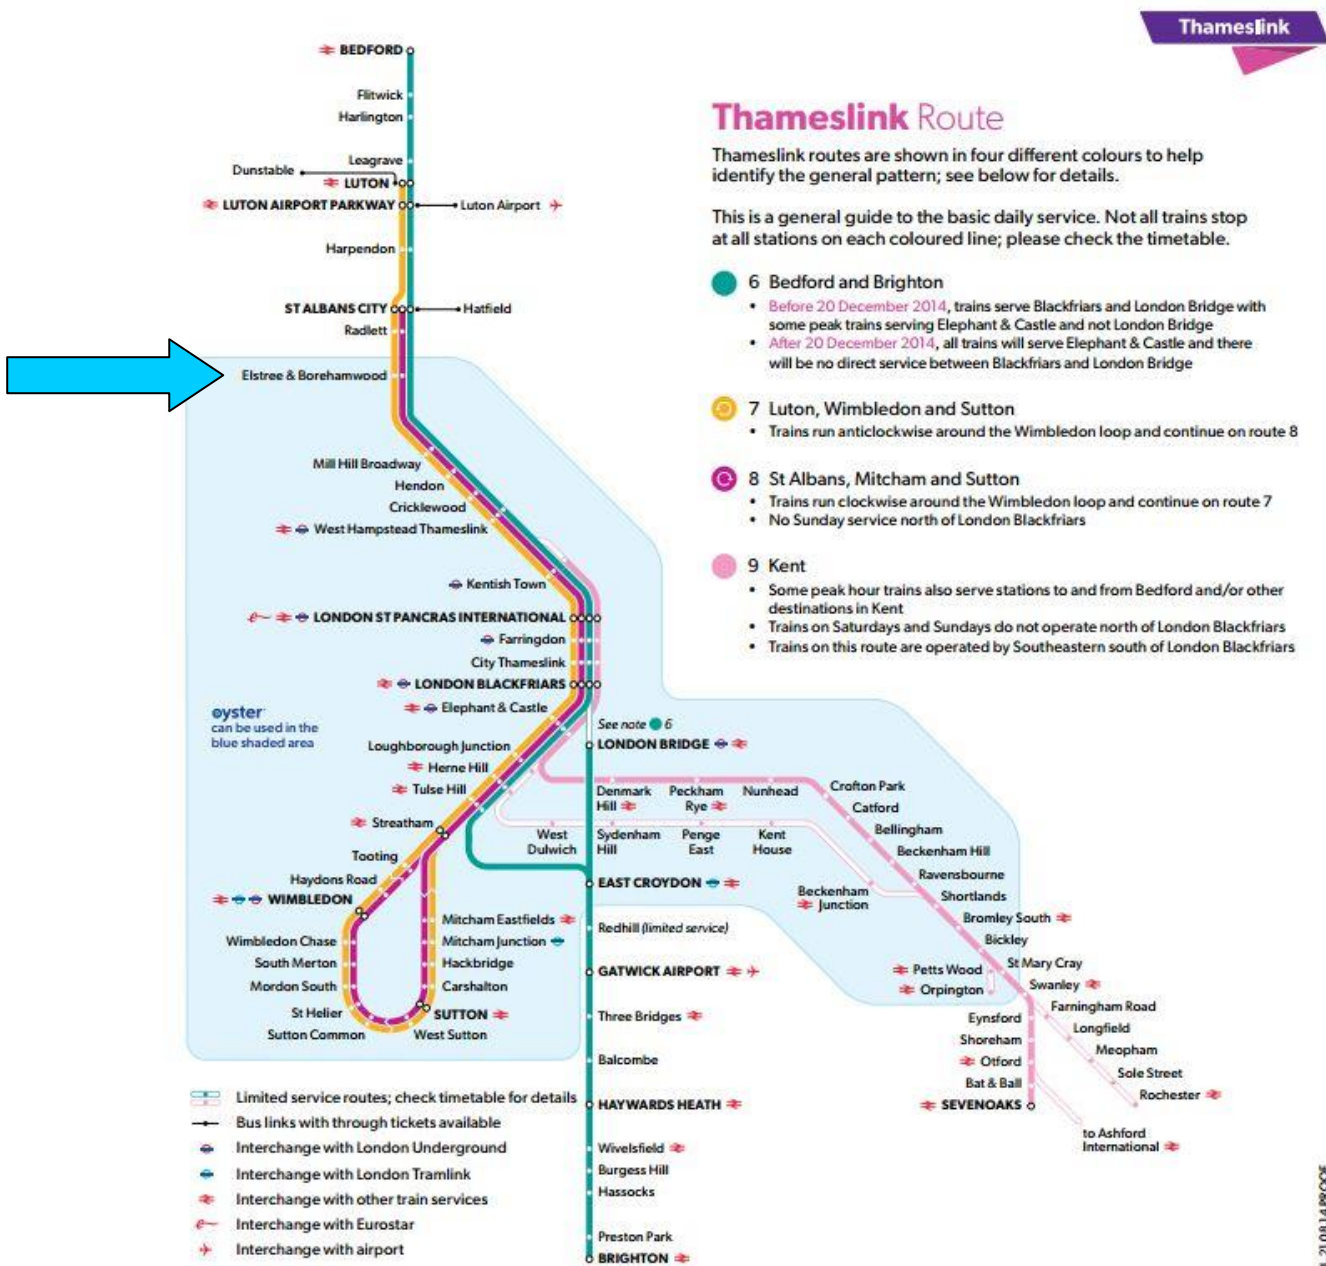 Thameslink
Thameslink Route
Thameslink routes are shown in four different colours to help
identify the general pattern; see below for details.
This is a general guide to the basic daily service. Not all trains stop
at all stations on each coloured line; please check the timetable.
6 Bedford and Brighton
• Before 20 December 2014, trains serve Blackfriars and London Bridge with
some peak trains serving Elephant & Castle and not London Bridge
• After 20 December 2014, all trains will serve Elephant & Castle and there
will be no direct service between Blackfriars and London Bridge
7 Luton, Wimbledon and Sutton
• Trains run anticlockwise around the Wimbledon loop and continue on route 8
8 St Albans, Mitcham and Sutton
• Trains run clockwise around the Wimbledon loop and continue on route 7
• No Sunday service north of London Blackfriars
9 Kent
• Some peak hour trains also serve stations to and from Bedford and/or other
destinations in Kent
• Trains on Saturdays and Sundays do not operate north of London Blackfriars
• Trains on this route are operated by Southeastern south of London Blackfriars
BEDFORD
Flitwick
Harlington
Leagrave
Dunstable
LUTON
LUTON AIRPORT PARKWAY
Luton Airport
Harpendon
ST ALBANS CITY
Hatfield
Radlett
Elstree & Borehamwood
Mill Hill Broadway
Hendon
Cricklewood
West Hampstead Thameslink
Kentish Town
LONDON ST PANCRAS INTERNATIONAL
Farringdon
City Thameslink
LONDON BLACKFRIARS
Elephant & Castle
oyster
can be used in the
blue shaded area
See note 6
LONDON BRIDGE
Loughborough Junction
Herne Hill
Tulse Hill
Streatham
Tooting
Haydons Road
WIMBLEDON
Wimbledon Chase
South Merton
Mordon South
St Helier
Sutton Common
West Sutton
SUTTON
Carshalton
Hackbridge
Mitcham Junction
Mitcham Eastfields
Denmark
Hill
Peckham
Rye
Nunhead
Crofton Park
Catford
Bellingham
Beckenham Hill
Ravensbourne
Shortlands
Bromley South
Bickley
St Mary Cray
Swanley
Farningham Road
Longfield
Meopham
Sole Street
Rochester
West
Dulwich
Sydenham
Hill
Penge
East
Kent
House
Beckenham
Junction
Petts Wood
Orpington
Eynsford
Shoreham
Otford
Bat & Ball
SEVENOAKS
to Ashford
International
EAST CROYDON
Redhill (limited service)
GATWICK AIRPORT
Three Bridges
Balcombe
HAYWARDS HEATH
Wivelsfield
Burgess Hill
Hassocks
Preston Park
BRIGHTON
Limited service routes; check timetable for details
Bus links with through tickets available
Interchange with London Underground
Interchange with London Tramlink
Interchange with other train services
Interchange with Eurostar
Interchange with airport